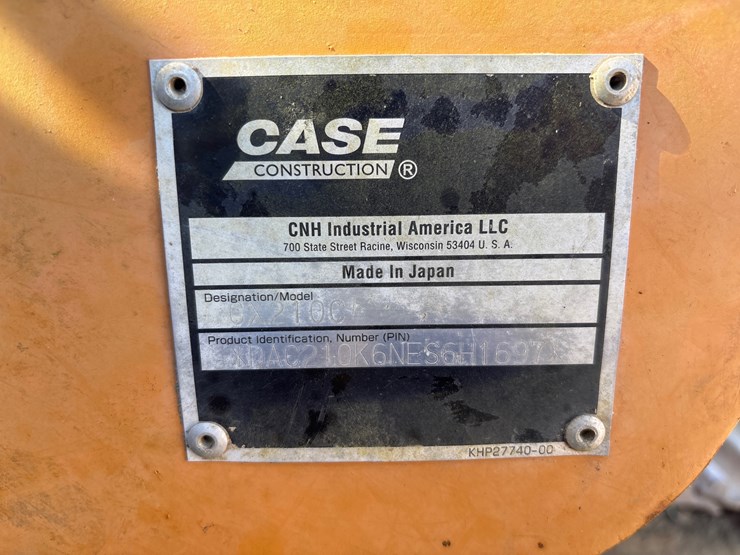 CASE
CONSTRUCTION ®
CNH Industrial America LLC
700 State Street Racine, Wisconsin 53404 U. S. A.
Made In Japan
Designation/Model
Product Identification, Number (PIN)
KHP27740-00